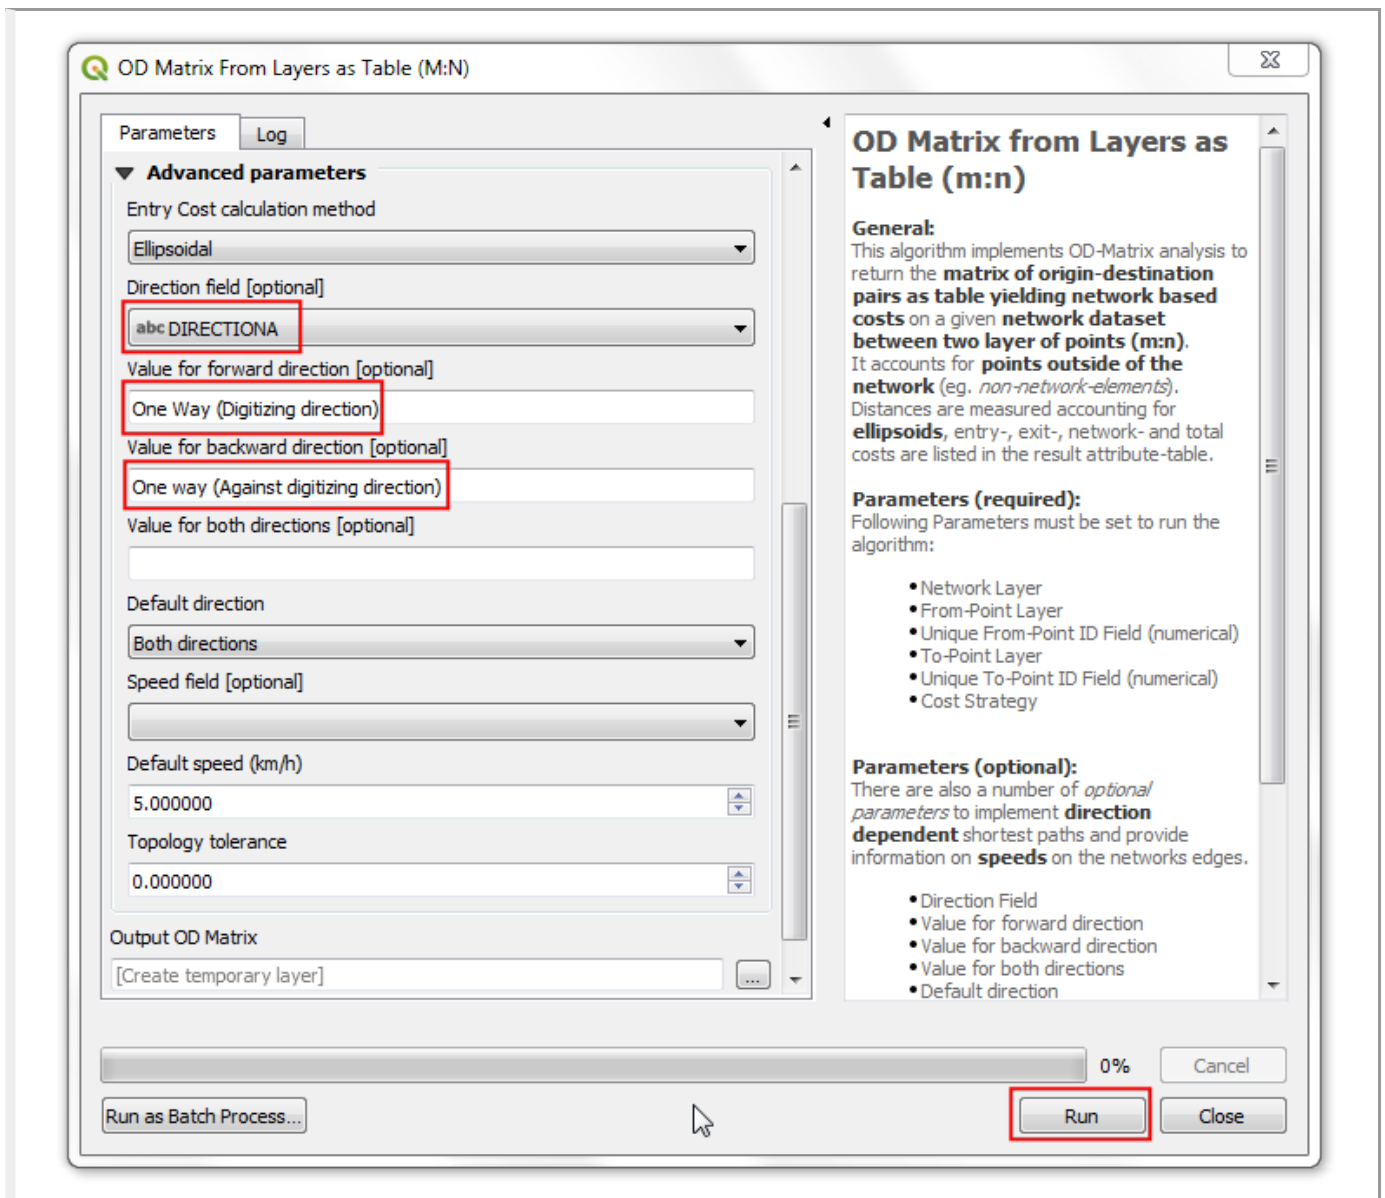 OD Matrix From Layers as Table (M:N)
Parameters
Log
Advanced parameters
Entry Cost calculation method
Ellipsoidal
Direction field [optional]
abc DIRECTIONA
Value for forward direction [optional]
One Way (Digitizing direction)
Value for backward direction [optional]
One way (Against digitizing direction)
Value for both directions [optional]
Default direction
Both directions
Speed field [optional]
Default speed (km/h)
5.000000
Topology tolerance
0.000000
Output OD Matrix
[Create temporary layer]
...
OD Matrix from Layers as
Table (m:n)
General:
This algorithm implements OD-Matrix analysis to
return the matrix of origin-destination
pairs as table yielding network based
costs on a given network dataset
between two layer of points (m:n).
It accounts for points outside of the
network (eg. non-network-elements).
Distances are measured accounting for
ellipsoids, entry-, exit-, network- and total
costs are listed in the result attribute-table.
Parameters (required):
Following Parameters must be set to run the
algorithm:
• Network Layer
• From-Point Layer
• Unique From-Point ID Field (numerical)
• To-Point Layer
• Unique To-Point ID Field (numerical)
• Cost Strategy
Parameters (optional):
There are also a number of optional
parameters to implement direction
dependent shortest paths and provide
information on speeds on the networks edges.
• Direction Field
• Value for forward direction
• Value for backward direction
• Value for both directions
• Default direction
0%
Cancel
Run as Batch Process...
Run
Close